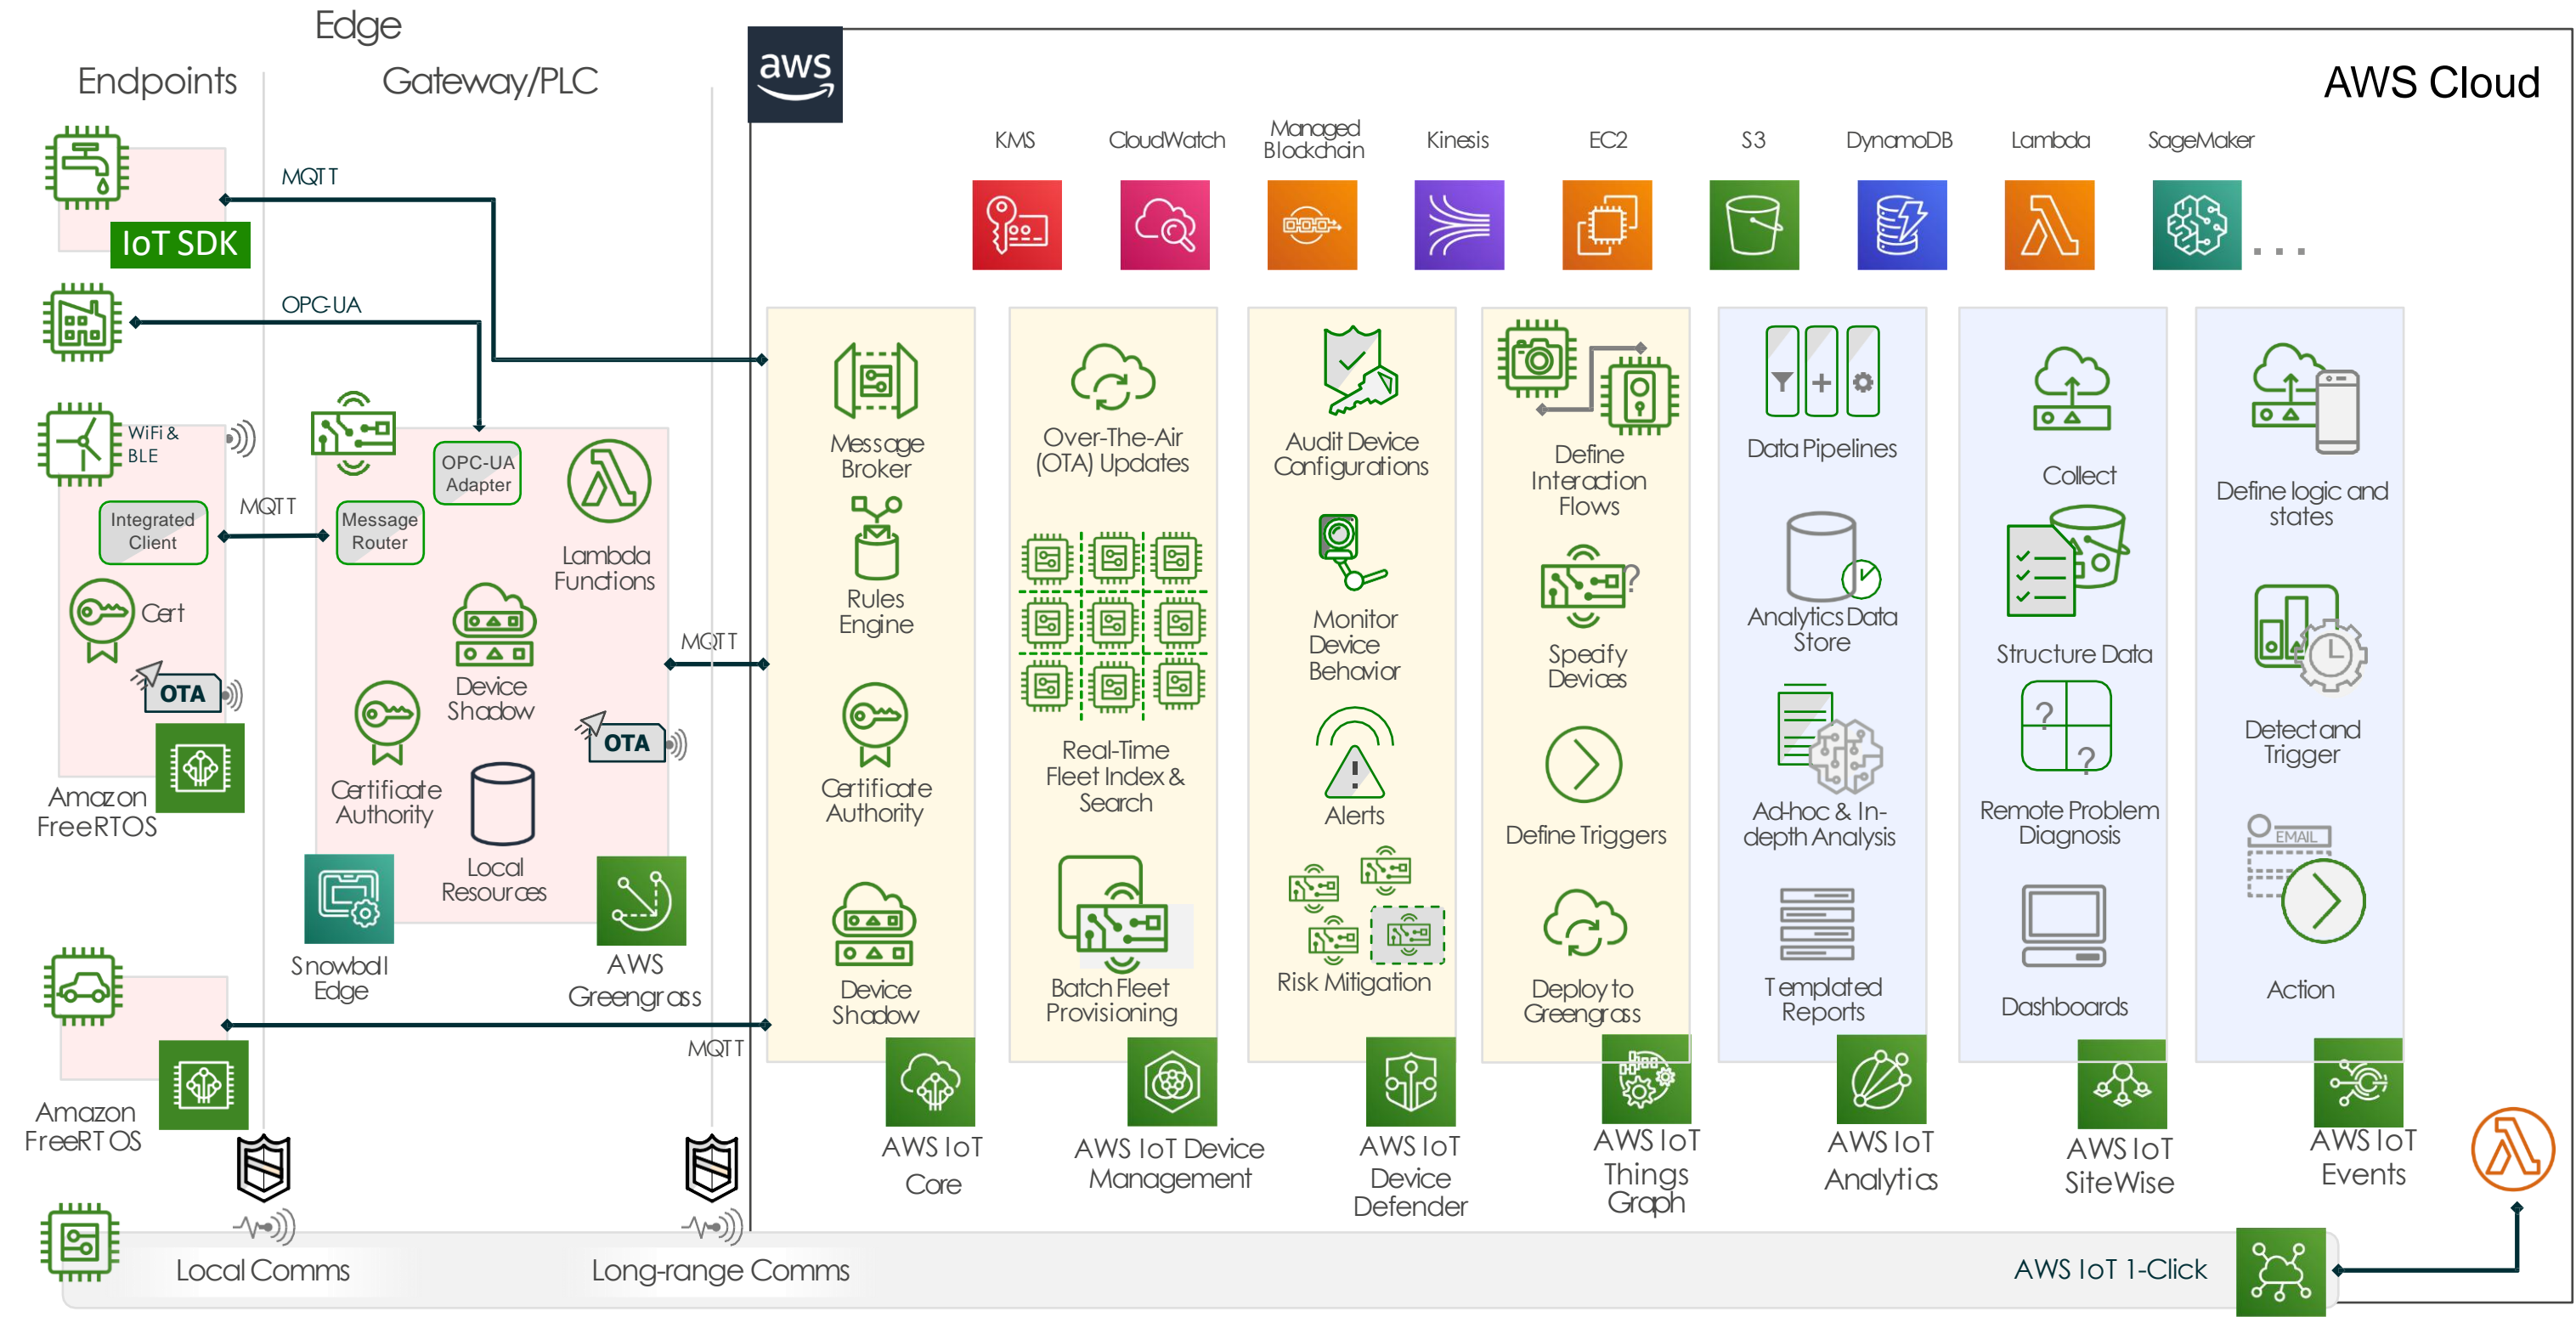 Edge
Endpoints
Gateway/PLC
aws
AWS Cloud
KMS
CloudWatch
Managed
Blockchain
Kinesis
EC2
S3
DynamoDB
Lambda
SageMaker
...
MQTT
IoT SDK
OPC-UA
WiFi &
BLE
Integrated
Client
MQTT
Cert
OTA
Amazon
FreeRTOS
OPC-UA
Adapter
Message
Router
Lambda
Functions
Device
Shadow
Certificate
Authority
OTA
Local
Resources
Snowball
Edge
AWS
Greengrass
MQTT
Amazon
FreeRTOS
MQTT
Message
Broker
Rules
Engine
Certificate
Authority
Device
Shadow
AWS IoT
Core
Over-The-Air
(OTA) Updates
Real-Time
Fleet Index &
Search
Batch Fleet
Provisioning
AWS IoT Device
Management
Audit Device
Configurations
Monitor
Device
Behavior
Alerts
Risk Mitigation
AWS IoT
Device
Defender
Define
Interaction
Flows
?
Specify
Devices
Define Triggers
Deploy to
Greengrass
AWS IoT
Things
Graph
Data Pipelines
Analytics Data
Store
Ad-hoc & In-
depth Analysis
Templated
Reports
AWS IoT
Analytics
Collect
Structure Data
?
?
Remote Problem
Diagnosis
Dashboards
AWS IoT
SiteWise
Define logic and
states
Detect and
Trigger
EMAIL
Action
AWS IoT
Events
Local Comms
Long-range Comms
AWS IoT 1-Click